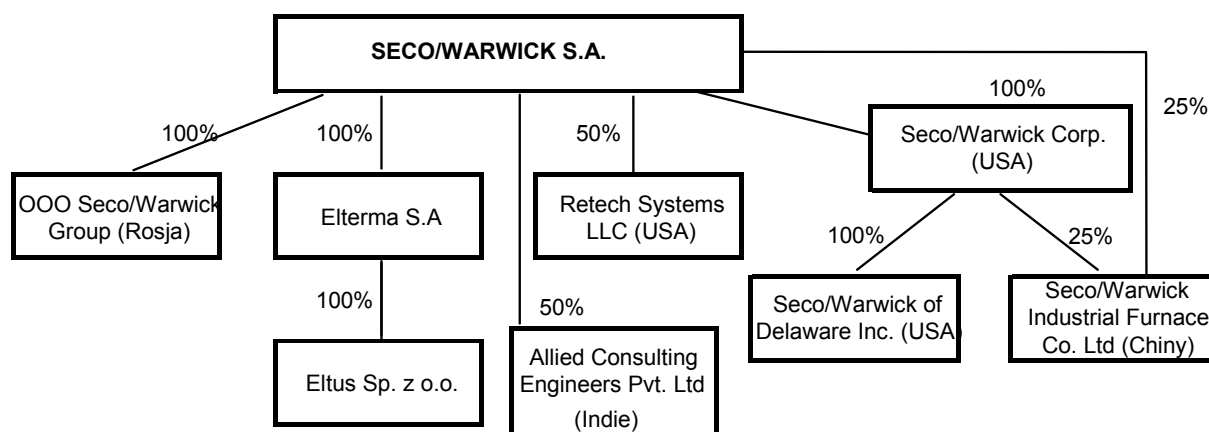 SECO/WARWICK S.A.
100%
100%
50%
100%
25%
OOO Seco/Warwick
Group (Rosja)
Elterma S.A
Retech Systems
LLC (USA)
Seco/Warwick Corp.
(USA)
100%
50%
100%
25%
Eltus Sp. z o.o.
Allied Consulting
Engineers Pvt. Ltd
(Indie)
Seco/Warwick of
Delaware Inc. (USA)
Seco/Warwick
Industrial Furnace
Co. Ltd (Chiny)